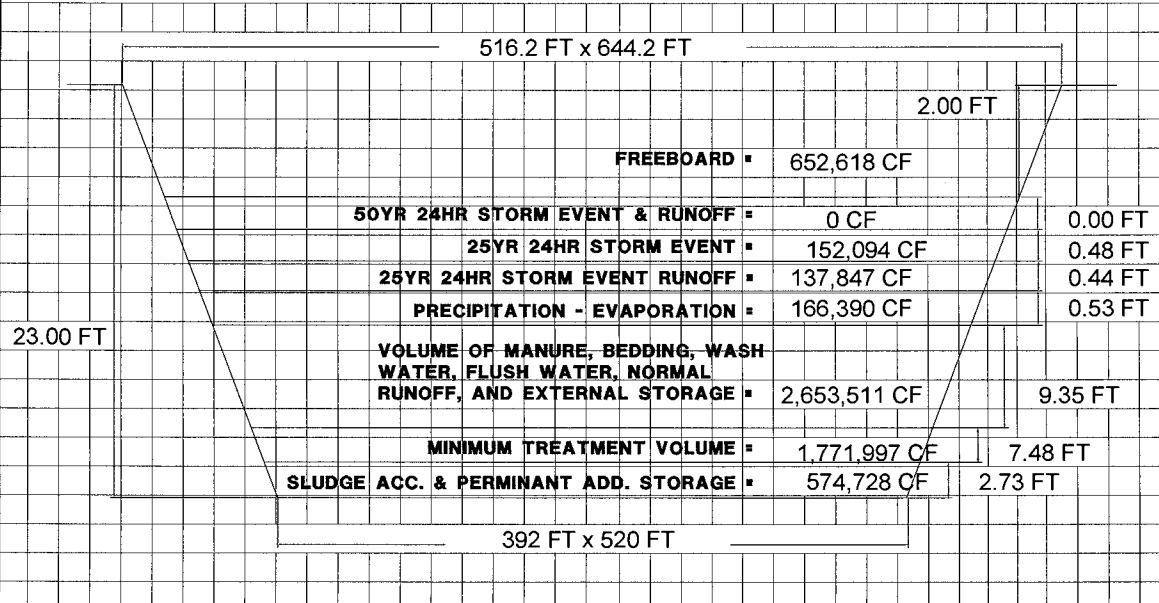 516.2 FT x 644.2 FT
2.00 FT
FREEBOARD = 652,618 CF
50YR 24HR STORM EVENT & RUNOFF = 0 CF 0.00 FT
25YR 24HR STORM EVENT = 152,094 CF 0.48 FT
25YR 24HR STORM EVENT RUNOFF = 137,847 CF 0.44 FT
PRECIPITATION - EVAPORATION = 166,390 CF 0.53 FT
23.00 FT
VOLUME OF MANURE, BEDDING, WASH
WATER, FLUSH WATER, NORMAL
RUNOFF, AND EXTERNAL STORAGE = 2,653,511 CF 9.35 FT
MINIMUM TREATMENT VOLUME = 1,771,997 CF 7.48 FT
SLUDGE ACC. & PERMINANT ADD. STORAGE = 574,728 CF 2.73 FT
392 FT x 520 FT